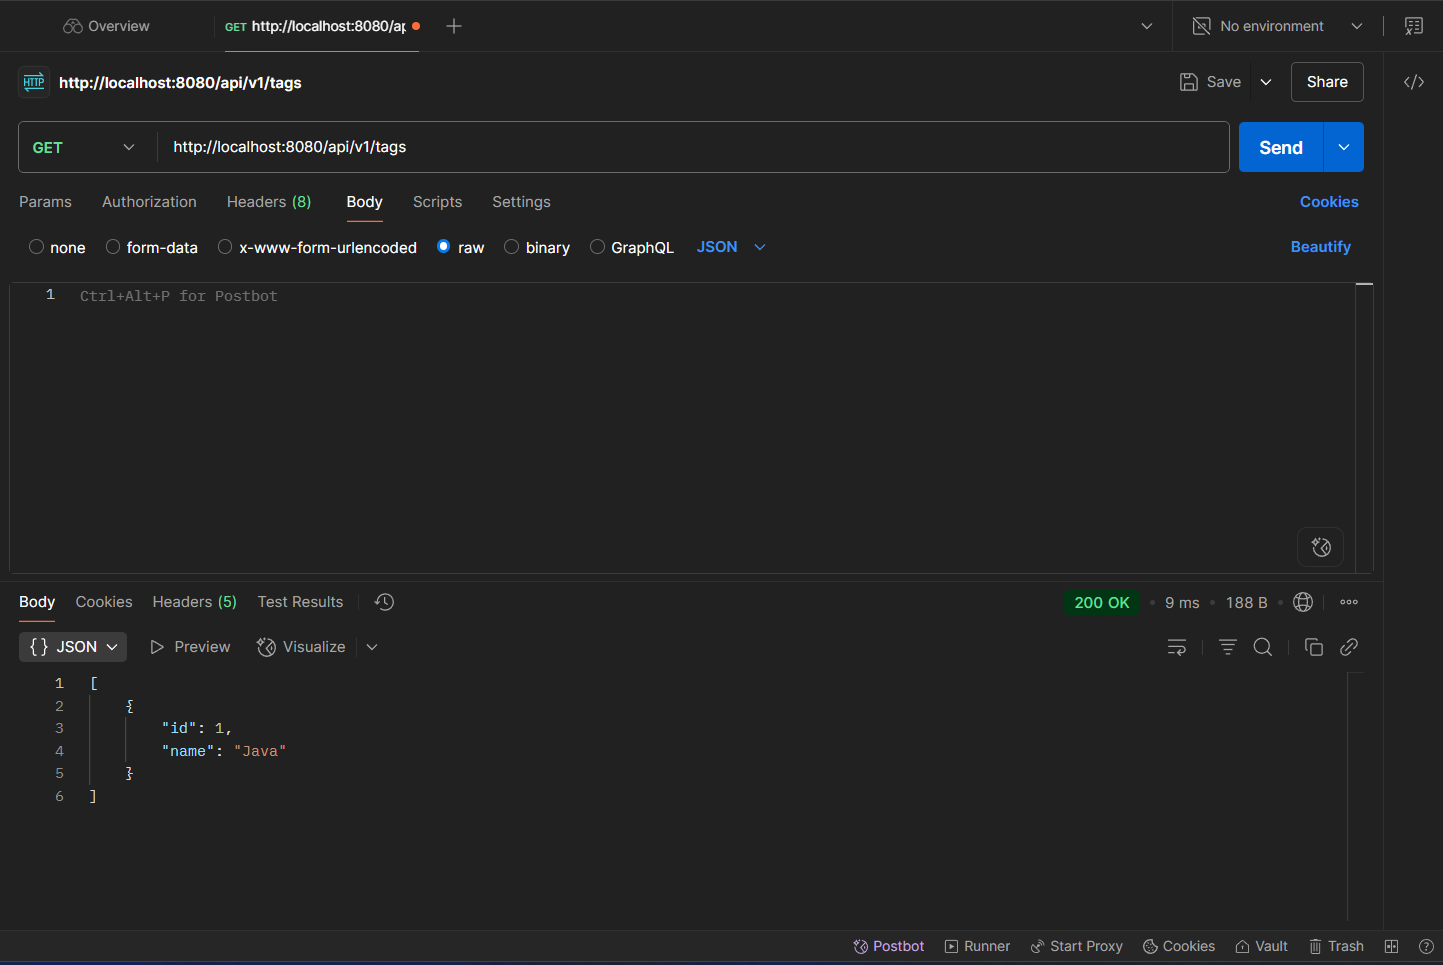 Overview GET http://localhost:8080/ap No environment
HTTP http://localhost:8080/api/v1/tags Save Share
GET http://localhost:8080/api/v1/tags Send
Params Authorization Headers (8) Body Scripts Settings Cookies
none form-data x-www-form-urlencoded raw binary GraphQL JSON Beautify
1 Ctrl+Alt+P for Postbot
Body Cookies Headers (5) Test Results 200 OK • 9 ms • 188 B •
{} JSON Preview Visualize
1 [
2 {
3 "id": 1,
4 "name": "Java"
5 }
6 ]
Postbot Runner Start Proxy Cookies Vault Trash